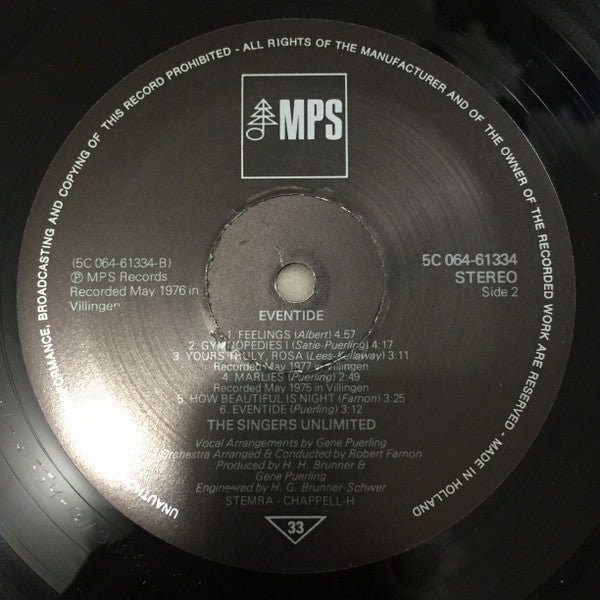 UNAUTHO PERFORMANCE, BROADCASTING AND COPYING OF THIS RECORD PROHIBITED - ALL RIGHTS OF THE MANUFACTURER AND OF THE OWNER OF THE RECORDED WORK ARE RESERVED - MADE IN HOLLAND
MPS
(5C 064-61334-B)
℗ MPS Records
Recorded May 1976 in
Villingen
5C 064-61334
STEREO
Side 2
EVENTIDE
1. FEELINGS (Albert) 4:57
2. GYMNOPEDIES I (Satie-Puerling) 4:17
3. YOURS TRULY, ROSA (Lees-Kellaway) 3:11
Recorded May 1977 in Villingen
4. MARLIES (Puerling) 2:49
Recorded May 1975 in Villingen
5. HOW BEAUTIFUL IS NIGHT (Farnon) 3:25
6. EVENTIDE (Puerling) 3:12
THE SINGERS UNLIMITED
Vocal Arrangements by Gene Puerling
Orchestra Arranged & Conducted by Robert Farnon
Produced by H. H. Brunner &
Gene Puerling
Engineered by H. G. Brunner-Schwer
STEMRA - CHAPPELL-H
33